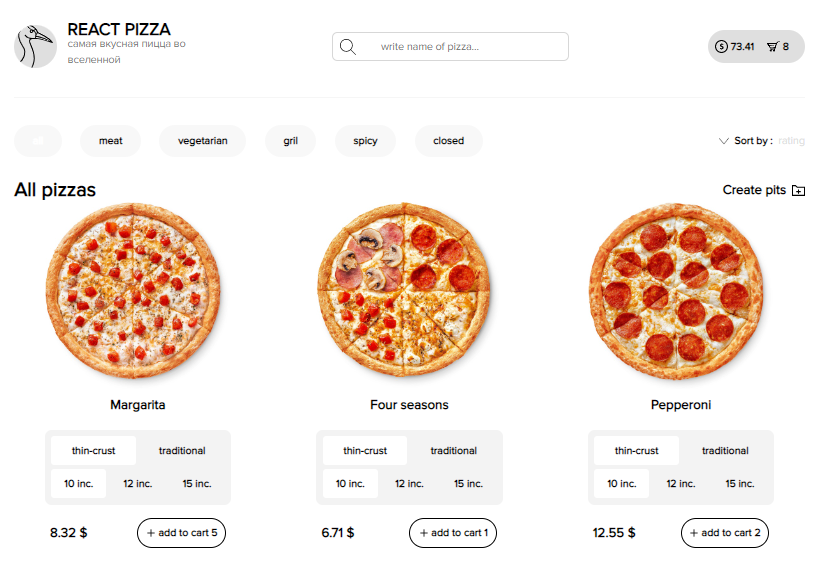 REACT PIZZA
самая вкусная пицца во
вселенной
write name of pizza...
73.41 8
all meat vegetarian gril spicy closed
Sort by : rating
All pizzas
Create pits
Margarita Four seasons Pepperoni
thin-crust traditional thin-crust traditional thin-crust traditional
10 inc. 12 inc. 15 inc. 10 inc. 12 inc. 15 inc. 10 inc. 12 inc. 15 inc.
8.32 $ + add to cart 5 6.71 $ + add to cart 1 12.55 $ + add to cart 2